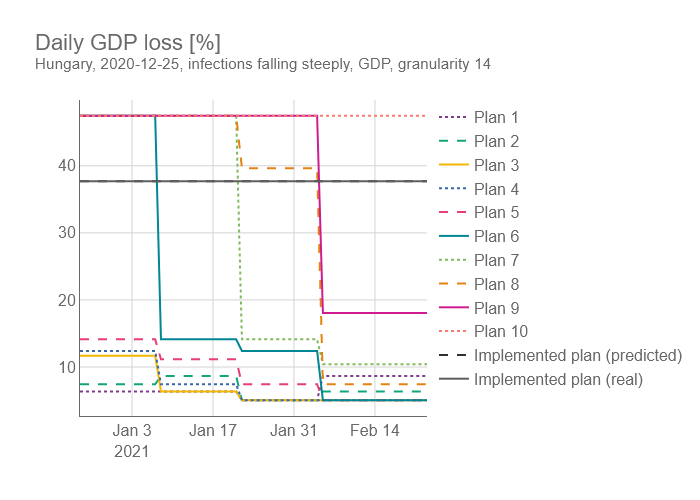 Daily GDP loss [%]
Hungary, 2020-12-25, infections falling steeply, GDP, granularity 14
40
30
20
10
Jan 3
2021
Jan 17
Jan 31
Feb 14
Plan 1
Plan 2
Plan 3
Plan 4
Plan 5
Plan 6
Plan 7
Plan 8
Plan 9
Plan 10
Implemented plan (predicted)
Implemented plan (real)